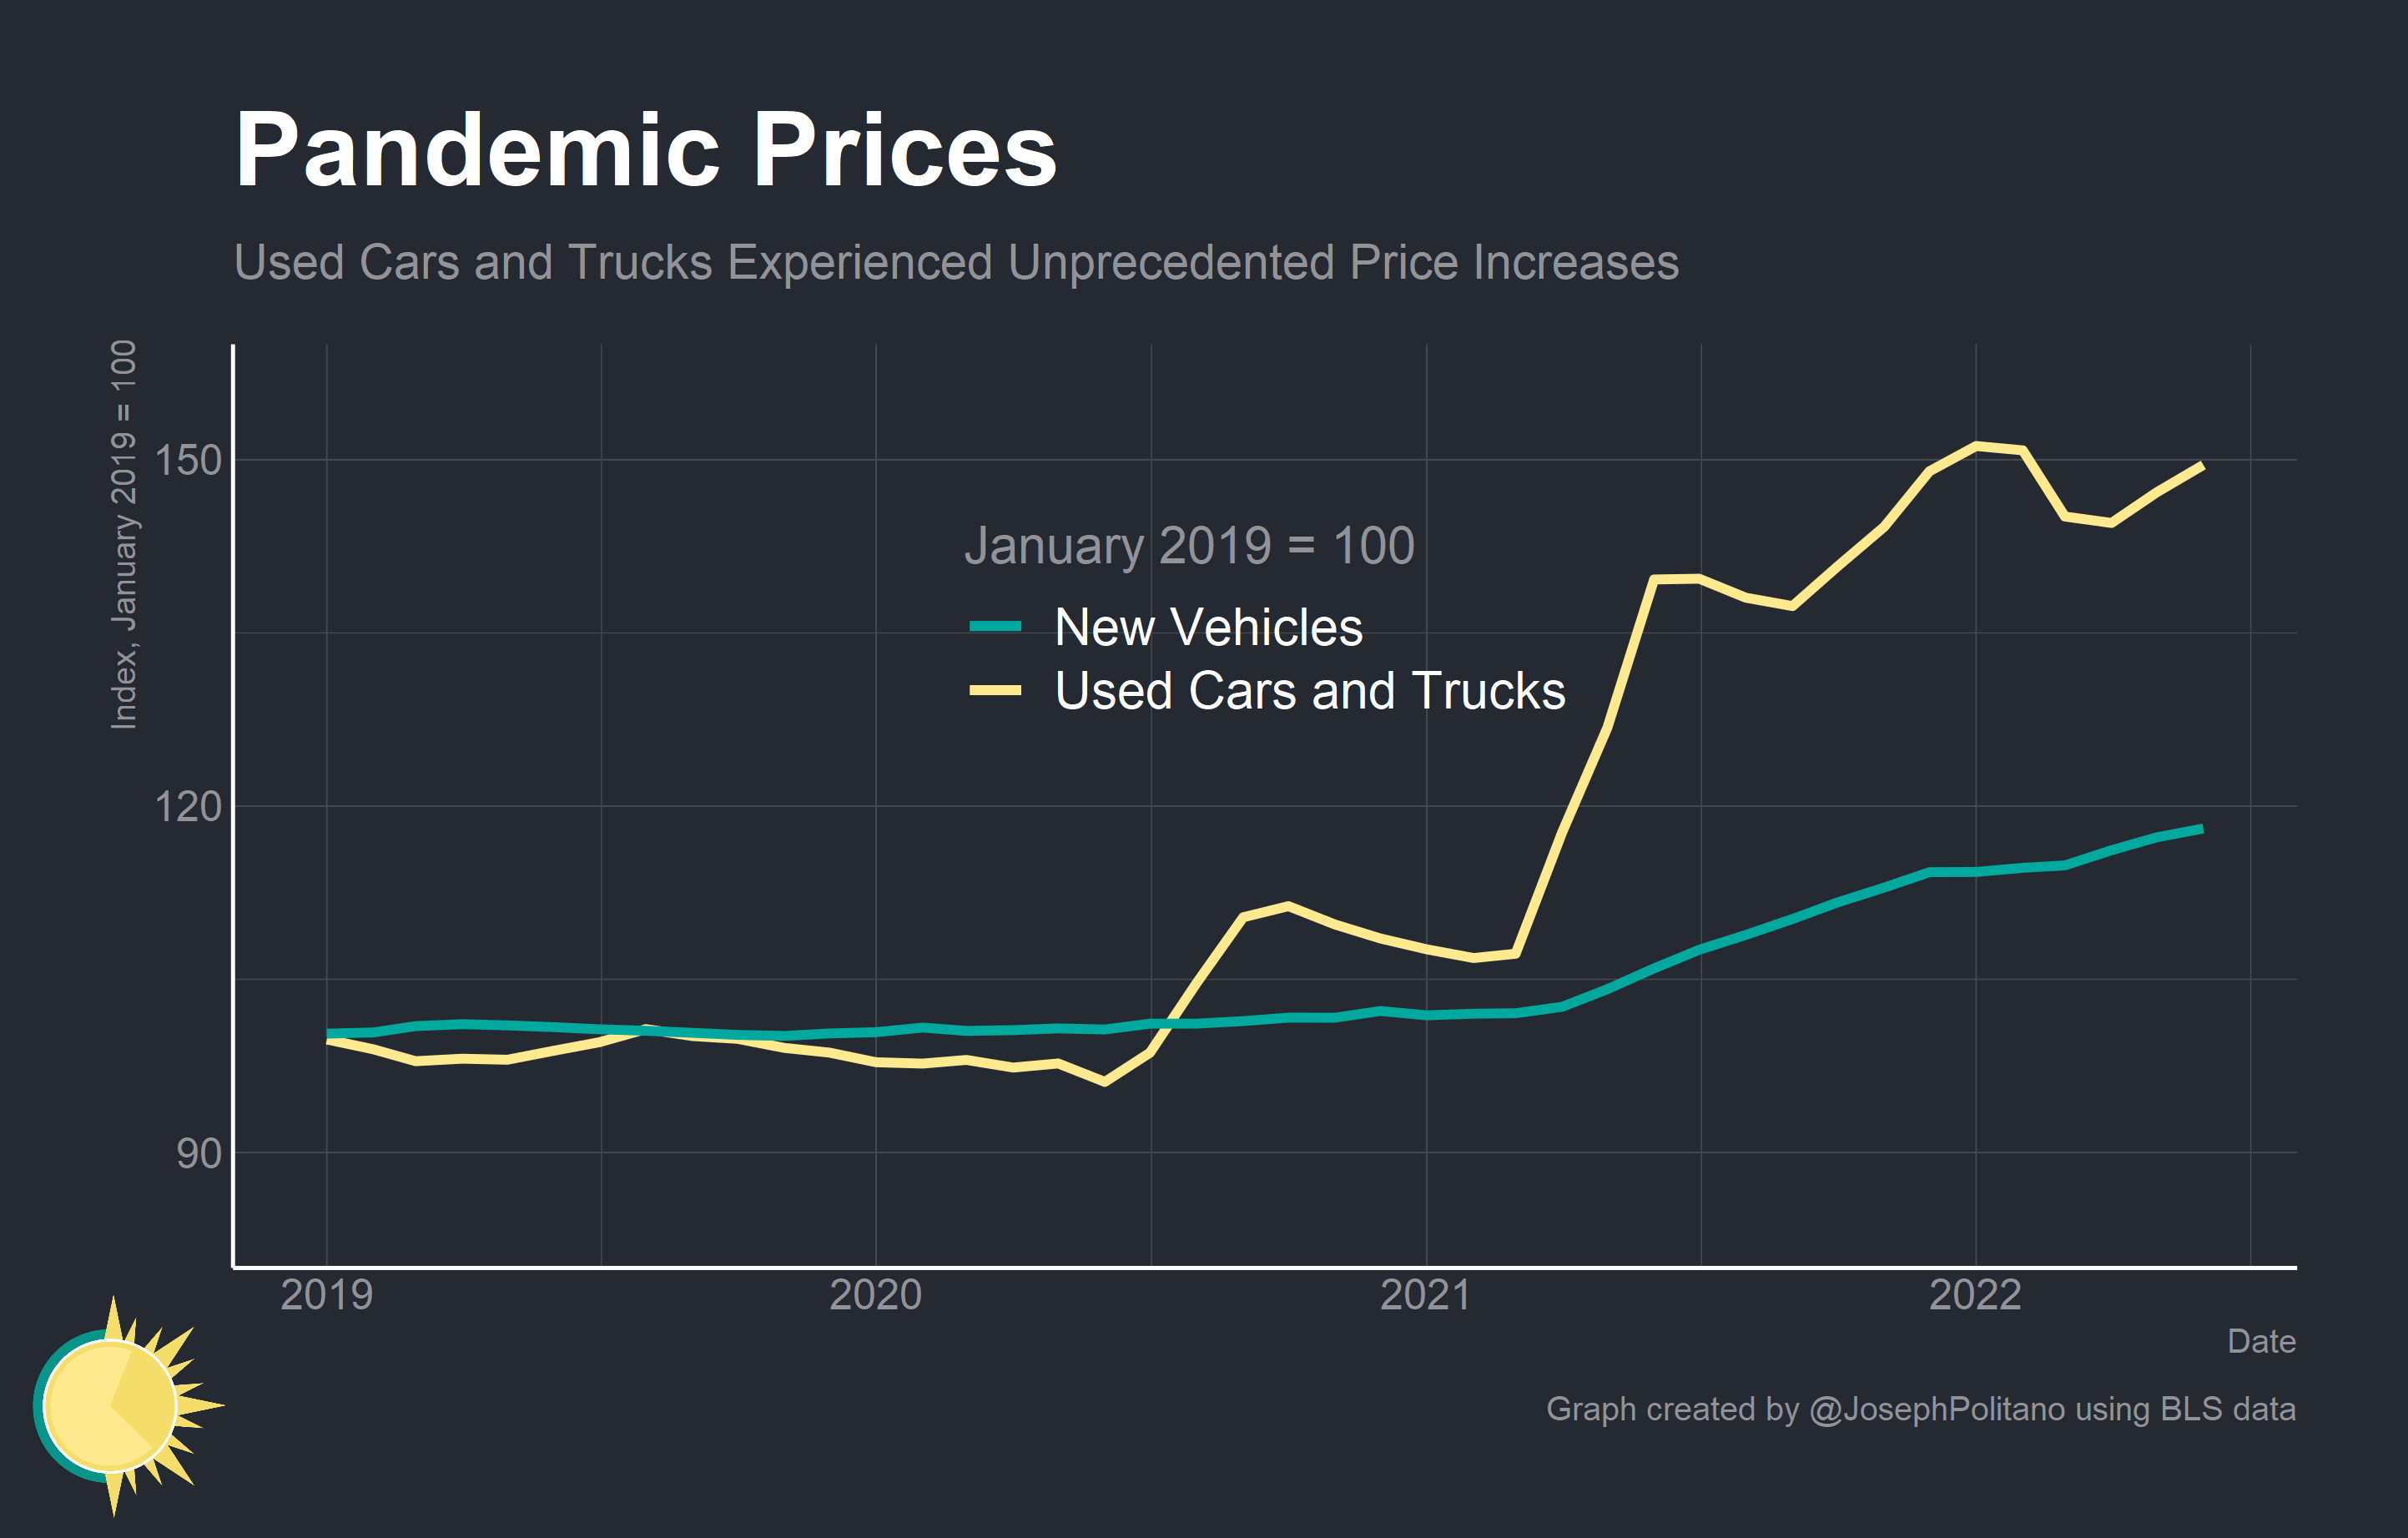 Pandemic Prices
Used Cars and Trucks Experienced Unprecedented Price Increases
Index, January 2019 = 100
150
120
90
January 2019 = 100
New Vehicles
Used Cars and Trucks
2019
2020
2021
2022
Date
Graph created by @JosephPolitano using BLS data